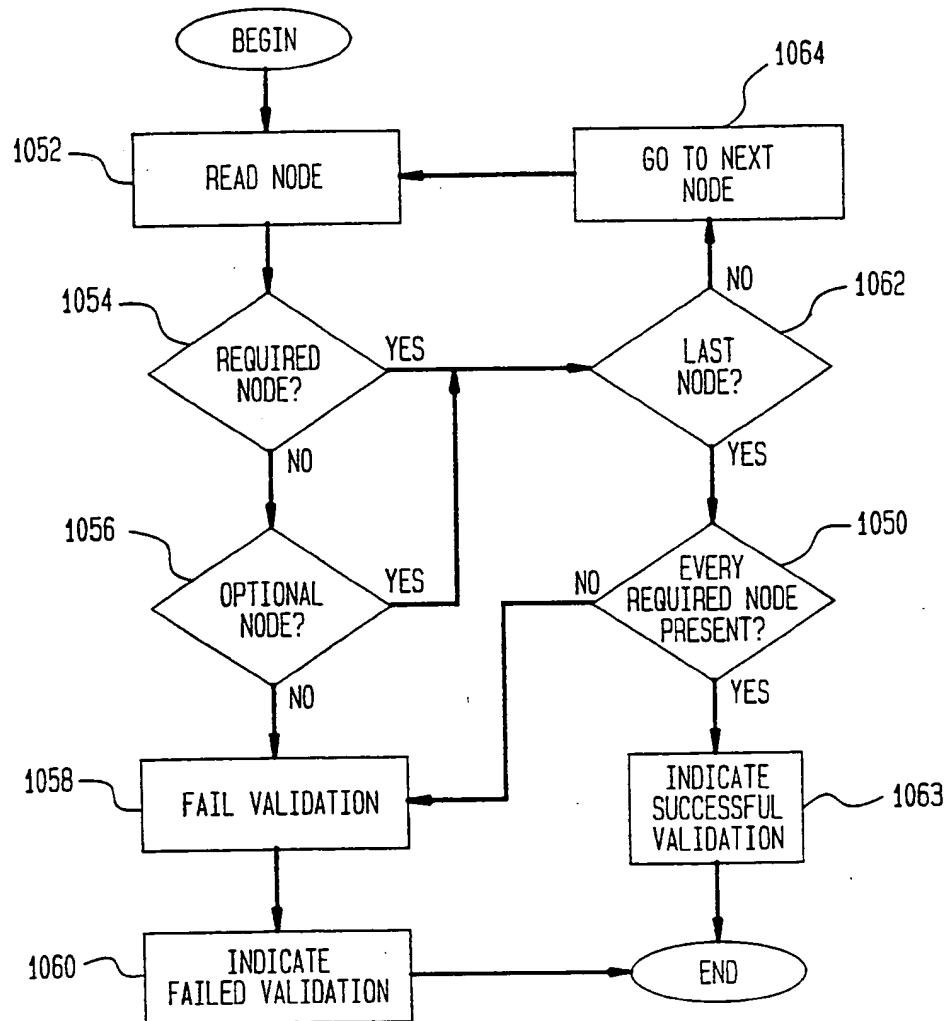 BEGIN
1064
1052
READ NODE
GO TO NEXT
NODE
NO
1054
1062
REQUIRED
NODE?
YES
LAST
NODE?
NO
YES
1056
1050
OPTIONAL
NODE?
YES
NO
EVERY
REQUIRED NODE
PRESENT?
NO
YES
1058
FAIL VALIDATION
INDICATE
SUCCESSFUL
VALIDATION
1063
1060
INDICATE
FAILED VALIDATION
END